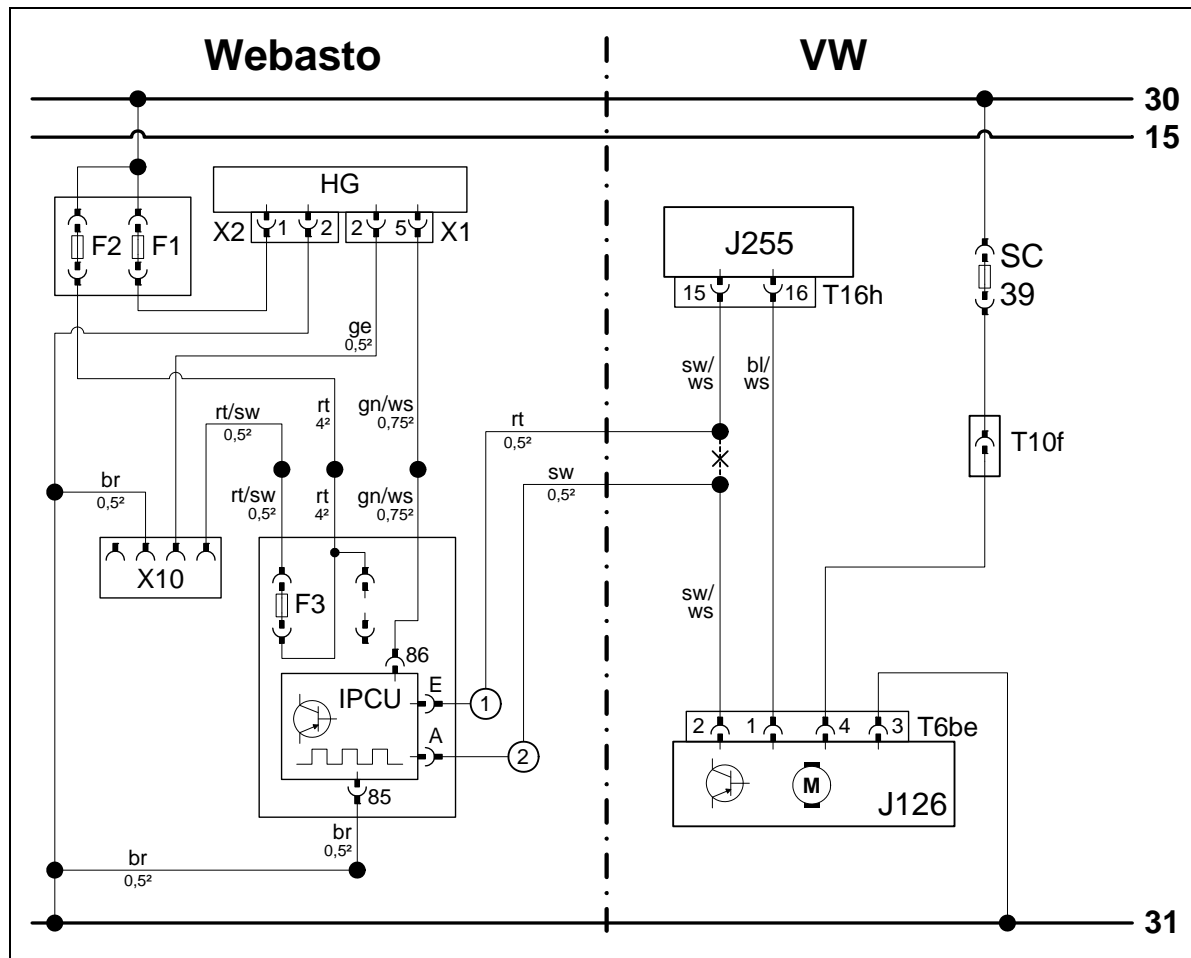 Webasto
VW
30
15
HG
X2 1 2 2 5 X1
F2 F1
J255
15 16 T16h
SC
39
ge
0,5²
sw/
ws
bl/
ws
rt/sw
0,5²
rt
4²
gn/ws
0,75²
rt
0,5²
T10f
br
0,5²
rt/sw
0,5²
rt
4²
gn/ws
0,75²
sw
0,5²
X10
F3
sw/
ws
86
IPCU
E
1
A
2
2 1 4 3 T6be
M
J126
85
br
0,5²
br
0,5²
31